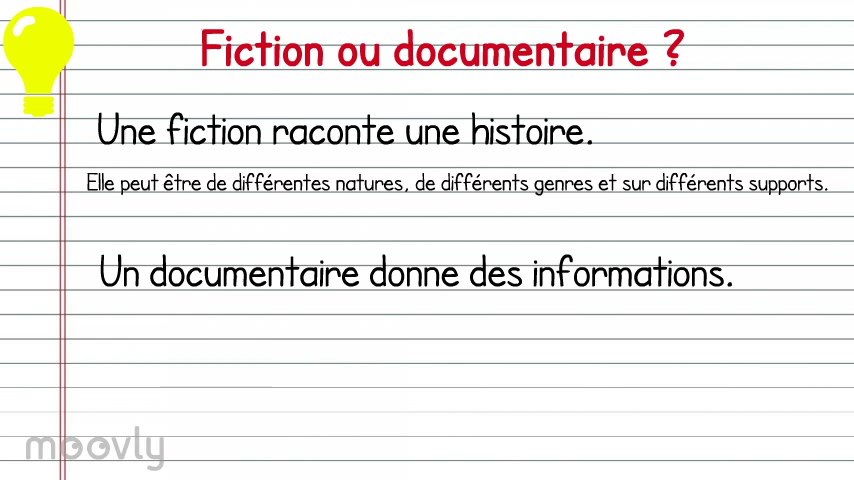 Fiction ou documentaire ?
Une fiction raconte une histoire.
Elle peut être de différentes natures, de différents genres et sur différents supports.
Un documentaire donne des informations.
moovly